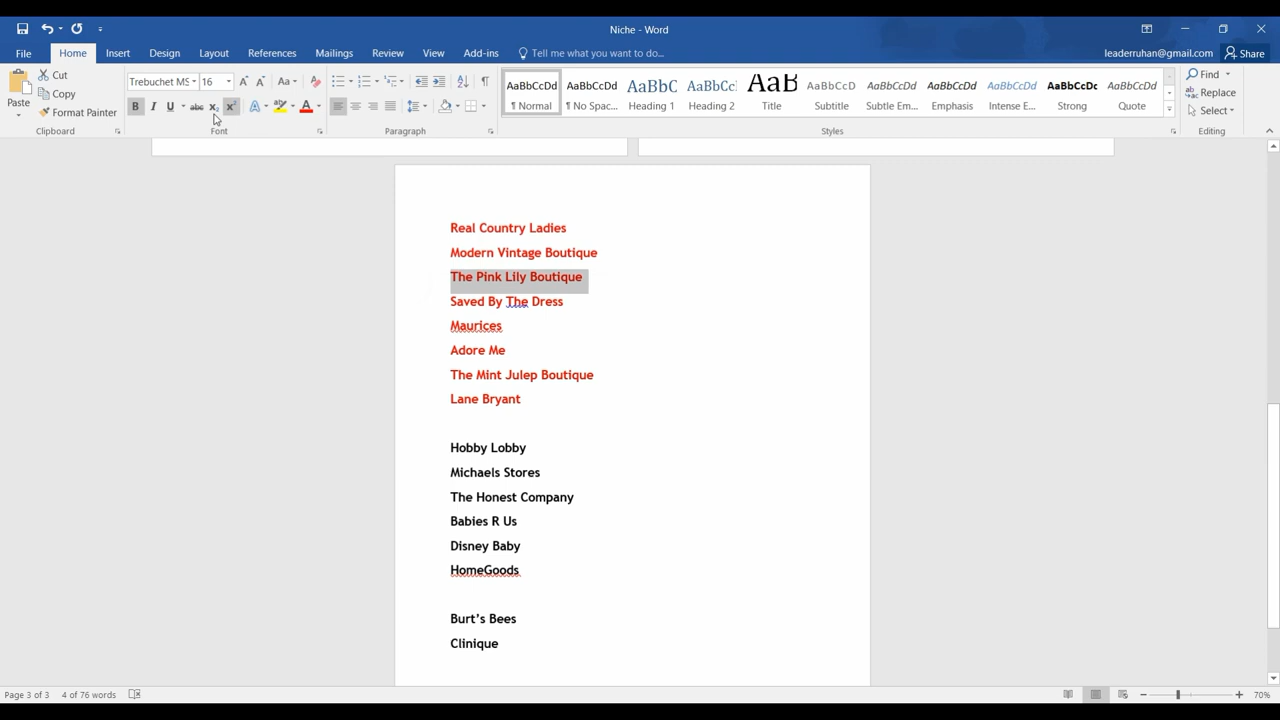 Niche - Word
File Home Insert Design Layout References Mailings Review View Add-ins Tell me what you want to do... leaderruhan@gmail.com Share
Paste
Cut
Copy
Format Painter
Clipboard
Trebuchet MS 16
Aa
B I U abc X₂ X² A A
Font
Paragraph
AaBbCcDd AaBbCcDd AaBbC AaBbCcD AaB AaBbCcD AaBbCcDd AaBbCcDd AaBbCcDd AaBbCcDc AaBbCcDd
¶ Normal ¶ No Spac... Heading 1 Heading 2 Title Subtitle Subtle Em... Emphasis Intense E... Strong Quote
Styles
Find
Replace
Select
Editing
Real Country Ladies
Modern Vintage Boutique
The Pink Lily Boutique
Saved By The Dress
Maurices
Adore Me
The Mint Julep Boutique
Lane Bryant
Hobby Lobby
Michaels Stores
The Honest Company
Babies R Us
Disney Baby
HomeGoods
Burt’s Bees
Clinique
Page 3 of 3 4 of 76 words 70%